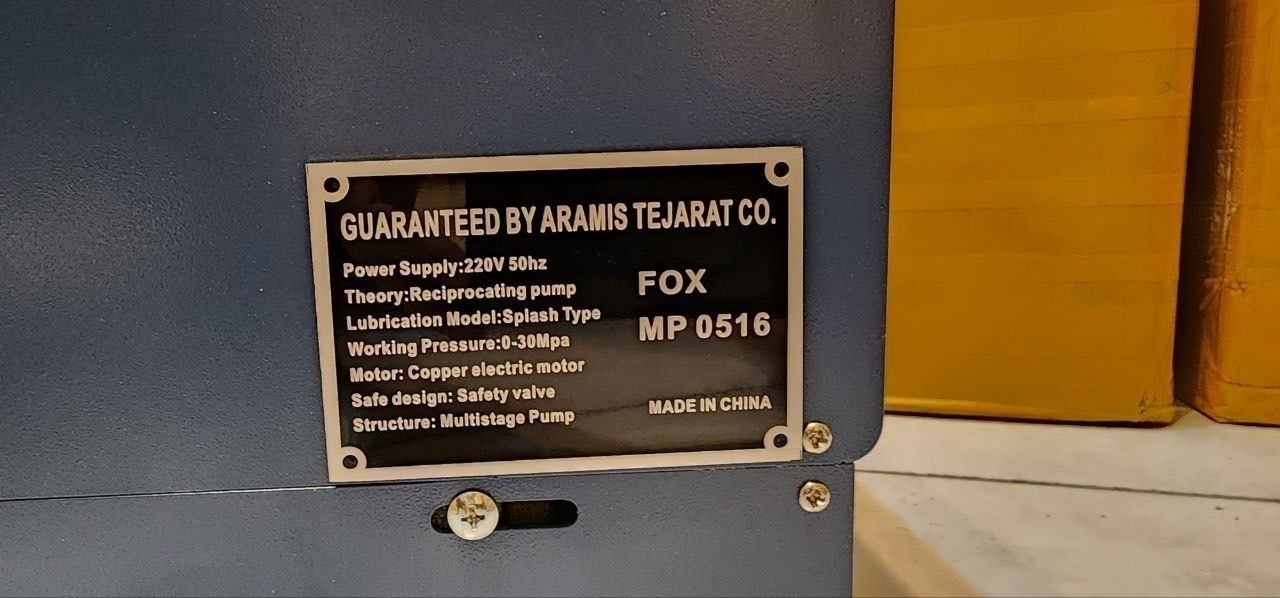 GUARANTEED BY ARAMIS TEJARAT CO.
Power Supply:220V 50hz
Theory:Reciprocating pump
Lubrication Model:Splash Type
Working Pressure:0-30Mpa
Motor: Copper electric motor
Safe design: Safety valve
Structure: Multistage Pump
FOX
MP 0516
MADE IN CHINA